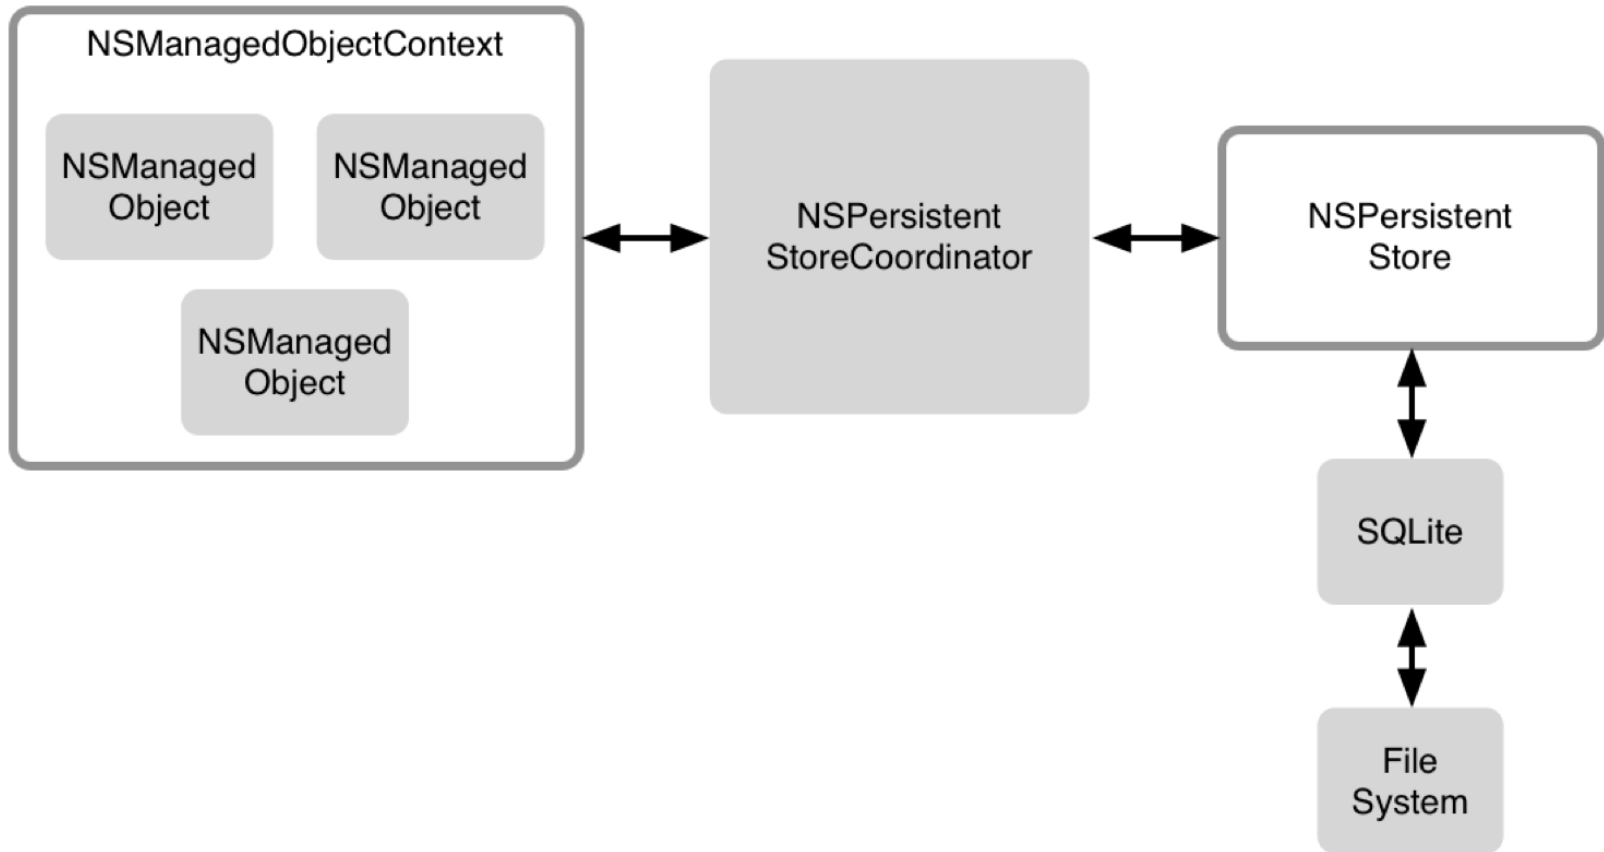 NSManagedObjectContext
NSManaged
Object
NSManaged
Object
NSManaged
Object
NSPersistent
StoreCoordinator
NSPersistent
Store
SQLite
File
System